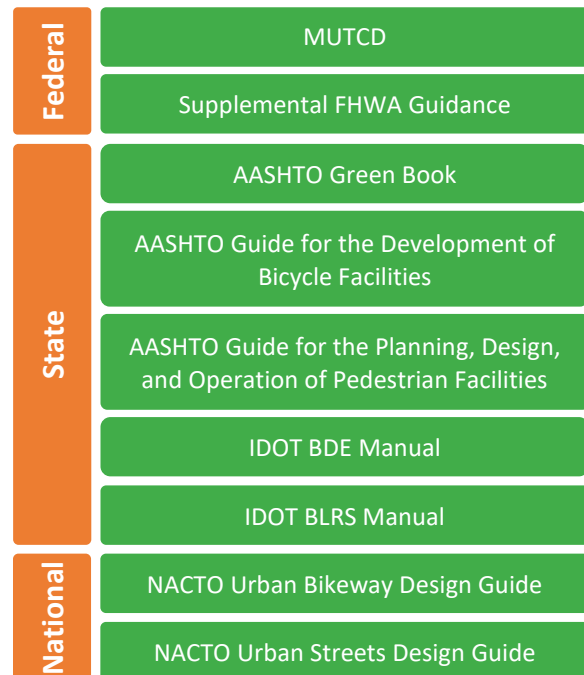 Federal
MUTCD
Supplemental FHWA Guidance
State
AASHTO Green Book
AASHTO Guide for the Development of
Bicycle Facilities
AASHTO Guide for the Planning, Design,
and Operation of Pedestrian Facilities
IDOT BDE Manual
IDOT BLRS Manual
National
NACTO Urban Bikeway Design Guide
NACTO Urban Streets Design Guide